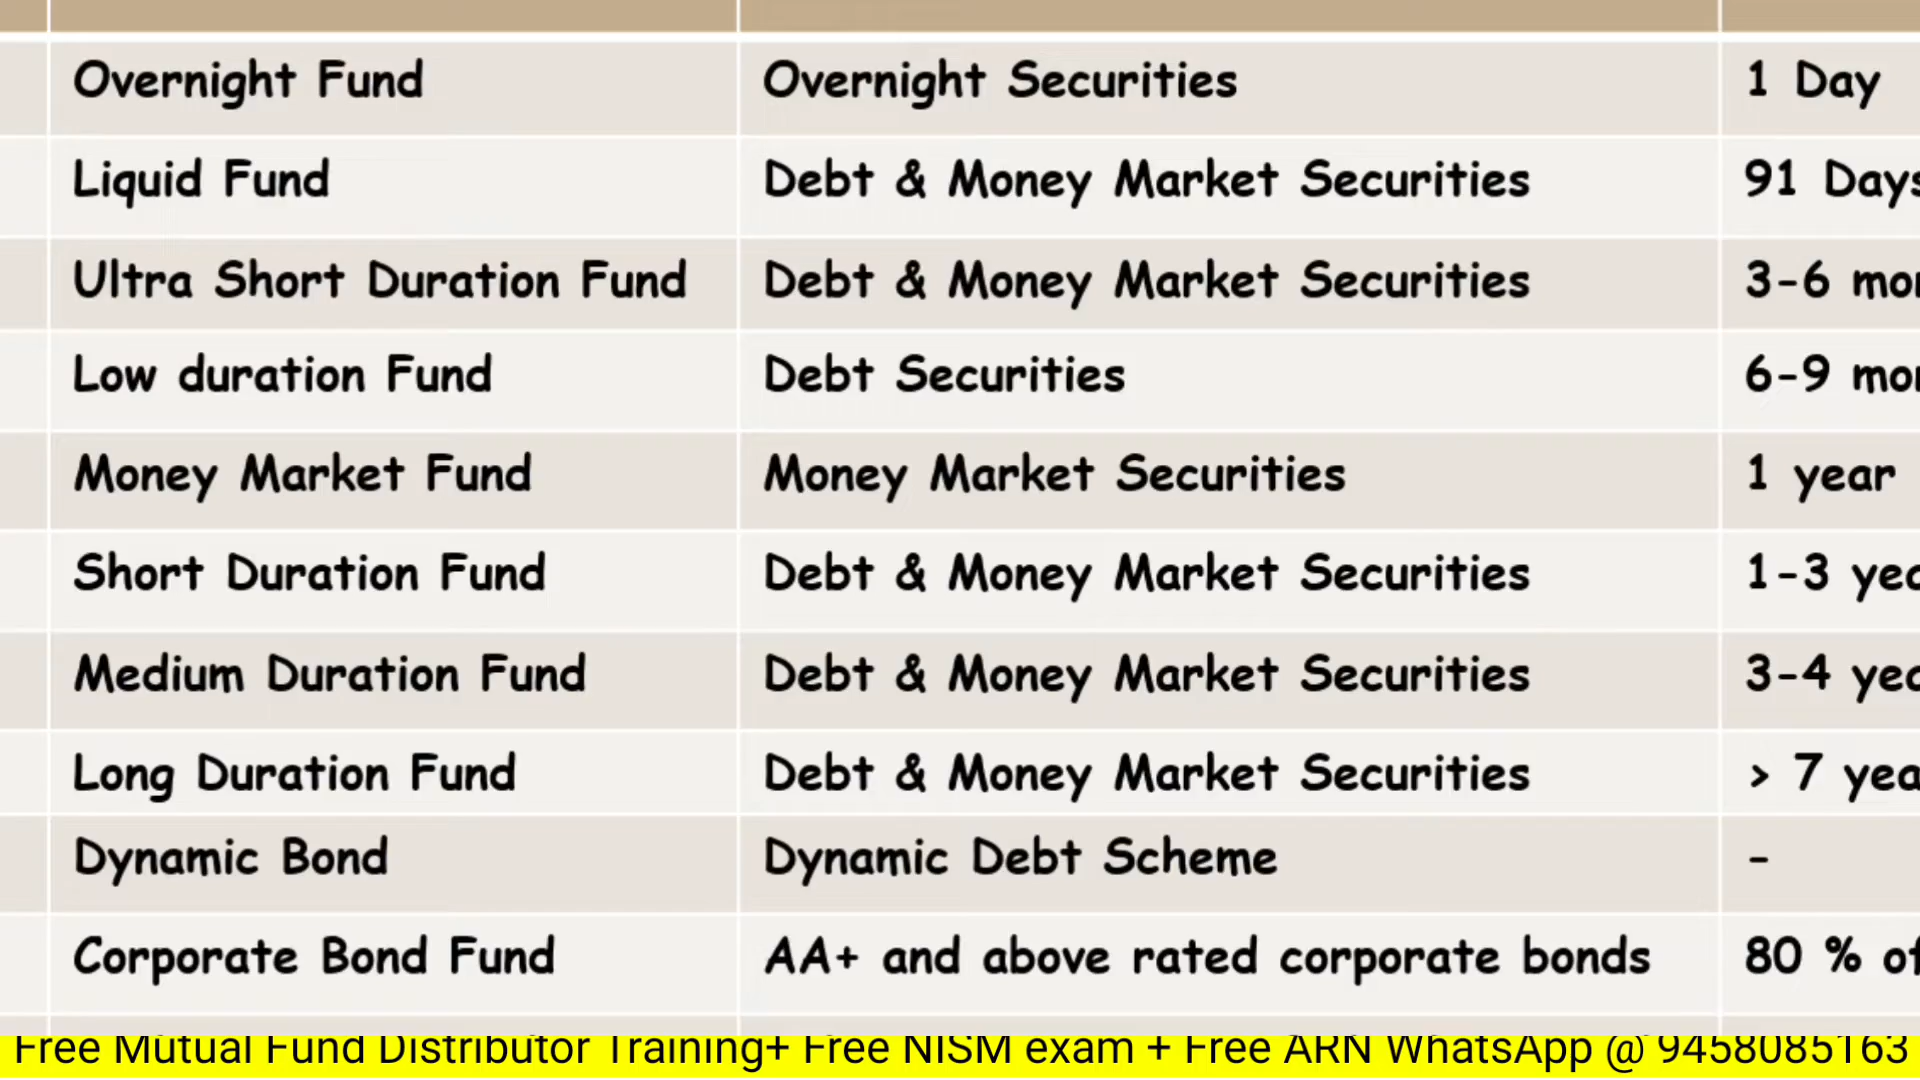 Overnight Fund Overnight Securities 1 Day
Liquid Fund Debt & Money Market Securities 91 Days
Ultra Short Duration Fund Debt & Money Market Securities 3-6
Low duration Fund Debt Securities 6-9
Money Market Fund Money Market Securities 1 year
Short Duration Fund Debt & Money Market Securities 1-3
Medium Duration Fund Debt & Money Market Securities 3-4
Long Duration Fund Debt & Money Market Securities > 7
Dynamic Bond Dynamic Debt Scheme -
Corporate Bond Fund AA+ and above rated corporate bonds 80 %
Free Mutual Fund Distributor Training+ Free NISM exam + Free ARN WhatsApp @ 9458085163